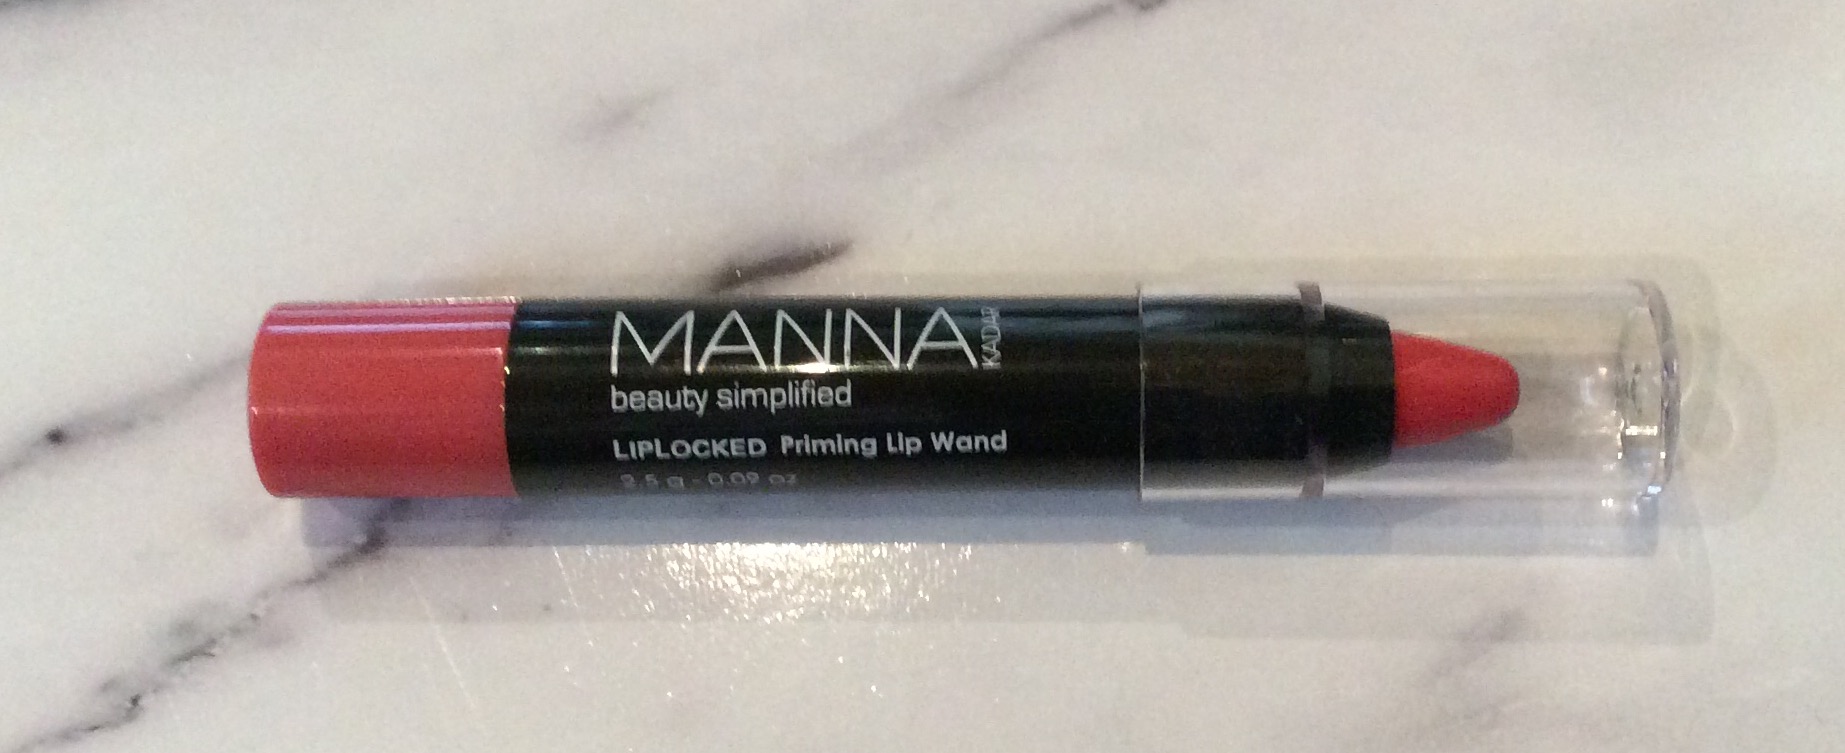 MANNA KADAR
beauty simplified
LIPLOCKED Priming Lip Wand
2.5 g - 0.09 oz